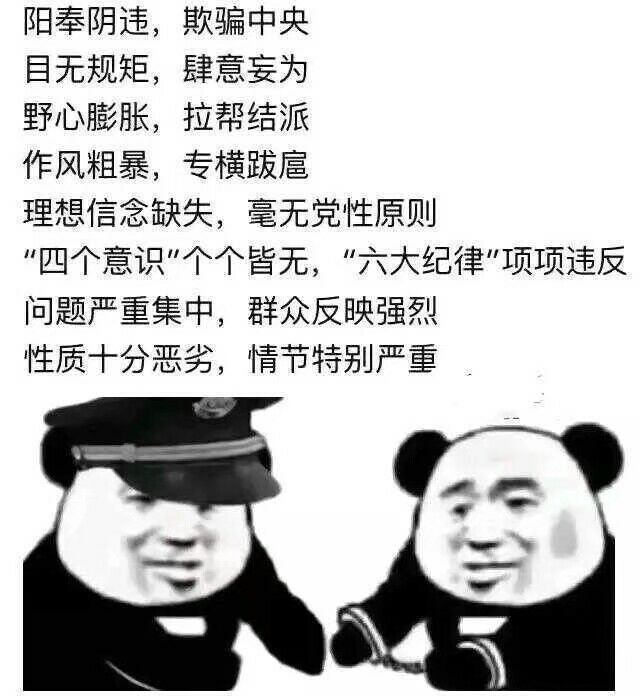 阳奉阴违，欺骗中央
目无规矩，肆意妄为
野心膨胀，拉帮结派
作风粗暴，专横跋扈
理想信念缺失，毫无党性原则
“四个意识”个个皆无，“六大纪律”项项违反
问题严重集中，群众反映强烈
性质十分恶劣，情节特别严重